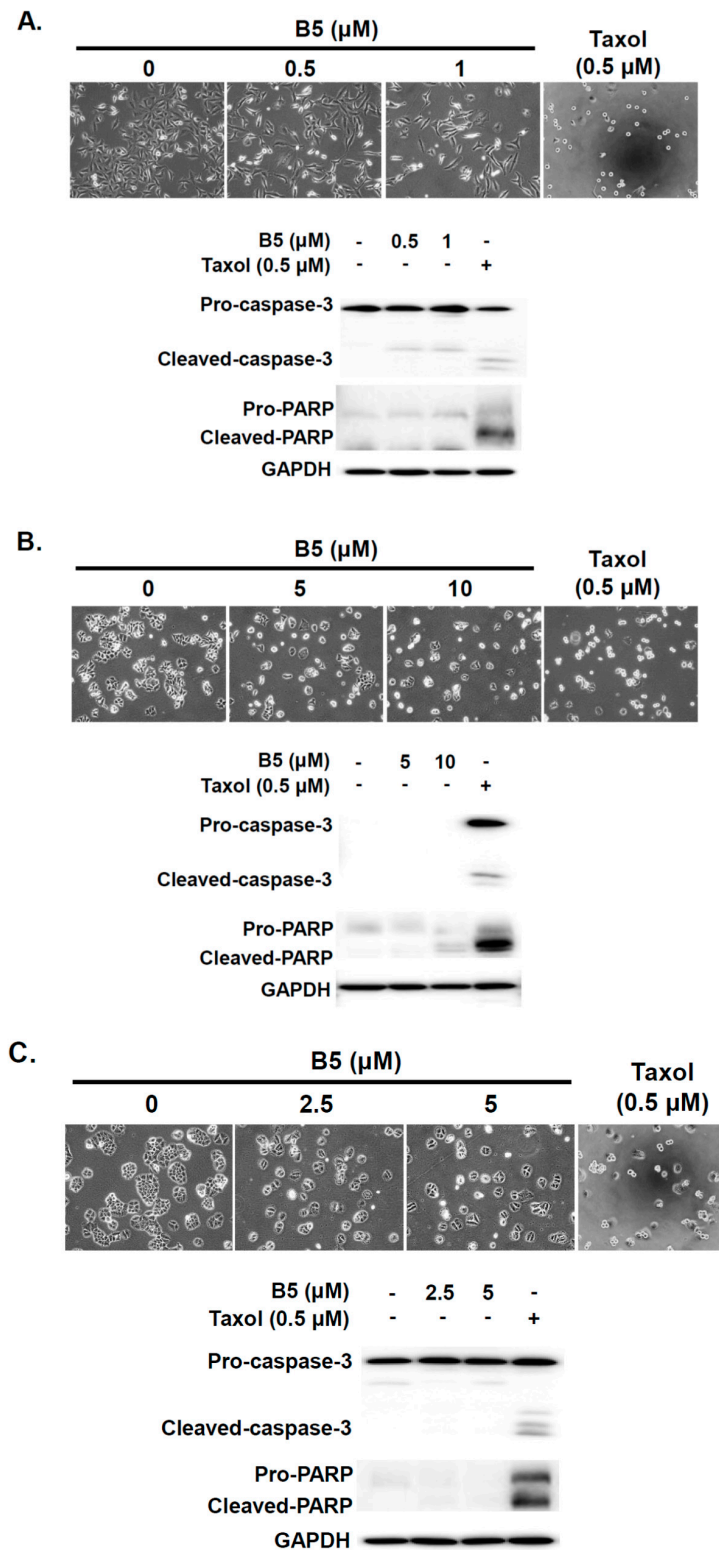 A.
B5 (µM)
Taxol
(0.5 µM)
0 0.5 1
B5 (µM) - 0.5 1 -
Taxol (0.5 µM) - - - +
Pro-caspase-3
Cleaved-caspase-3
Pro-PARP
Cleaved-PARP
GAPDH
B.
B5 (µM)
Taxol
(0.5 µM)
0 5 10
B5 (µM) - 5 10 -
Taxol (0.5 µM) - - - +
Pro-caspase-3
Cleaved-caspase-3
Pro-PARP
Cleaved-PARP
GAPDH
C.
B5 (µM)
Taxol
(0.5 µM)
0 2.5 5
B5 (µM) - 2.5 5 -
Taxol (0.5 µM) - - - +
Pro-caspase-3
Cleaved-caspase-3
Pro-PARP
Cleaved-PARP
GAPDH